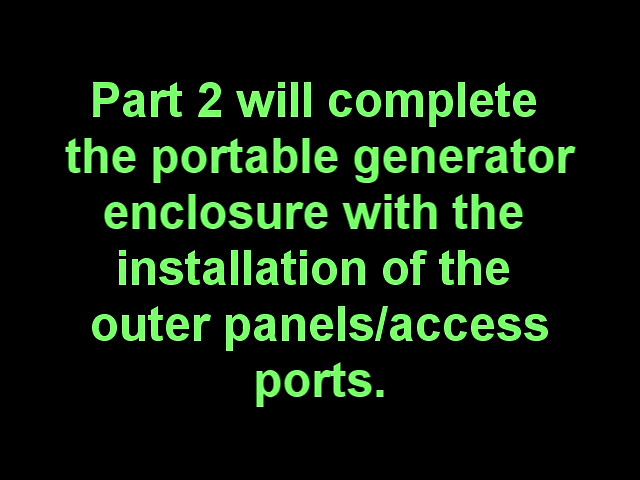 Part 2 will complete
the portable generator
enclosure with the
installation of the
outer panels/access
ports.